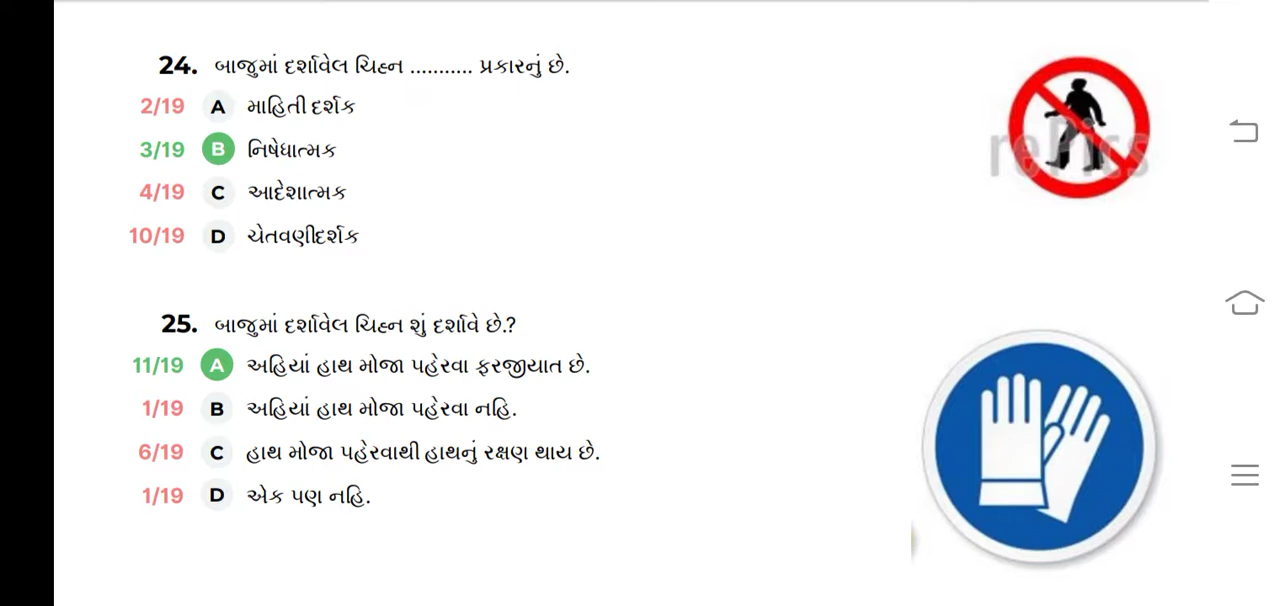 24. બાજુમાં દર્શાવેલ ચિહ્ન ........... પ્રકારનું છે.
2/19 A માહિતી દર્શક
3/19 B નિષેધાત્મક
4/19 C આદેશાત્મક
10/19 D ચેતવણીદર્શક
25. બાજુમાં દર્શાવેલ ચિહ્ન શું દર્શાવે છે.?
11/19 A અહિયાં હાથ મોજા પહેરવા ફરજીયાત છે.
1/19 B અહિયાં હાથ મોજા પહેરવા નહિ.
6/19 C હાથ મોજા પહેરવાથી હાથનું રક્ષણ થાય છે.
1/19 D એક પણ નહિ.